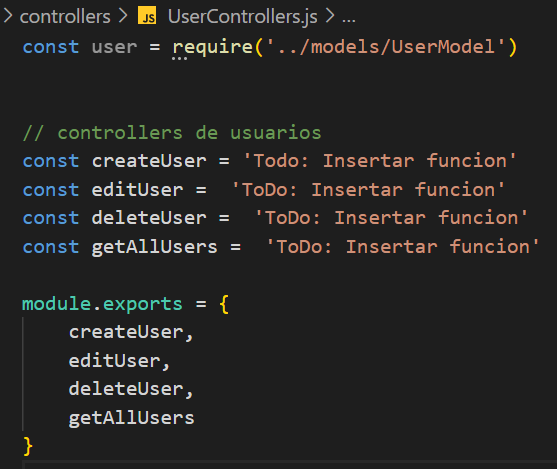 controllers > JS UserControllers.js > ...
const user = require('../models/UserModel')
// controllers de usuarios
const createUser = 'Todo: Insertar funcion'
const editUser =  'ToDo: Insertar funcion'
const deleteUser =  'ToDo: Insertar funcion'
const getAllUsers =  'ToDo: Insertar funcion'
module.exports = {
    createUser,
    editUser,
    deleteUser,
    getAllUsers
}